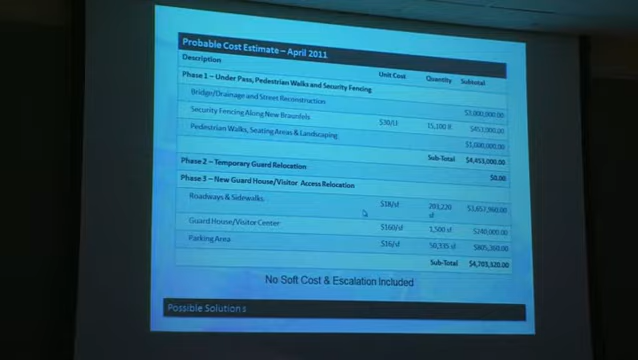 Probable Cost Estimate – April 2011
Description Unit Cost Quantity Subtotal
Phase 1 – Under Pass, Pedestrian Walks and Security Fencing
Bridge/Drainage and Street Reconstruction $3,000,000.00
Security Fencing Along New Braunfels $30/Lf 15,100 lf $453,000.00
Pedestrian Walks, Seating Areas & Landscaping $1,000,000.00
Sub-Total $4,453,000.00
Phase 2 – Temporary Guard Relocation $0.00
Phase 3 – New Guard House/Visitor Access Relocation
Roadways & Sidewalks $18/sf 203,220 sf $3,657,960.00
Guard House/Visitor Center $160/sf 1,500 sf $240,000.00
Parking Area $16/sf 50,335 sf $805,360.00
Sub-Total $4,703,320.00
No Soft Cost & Escalation Included
Possible Solutions